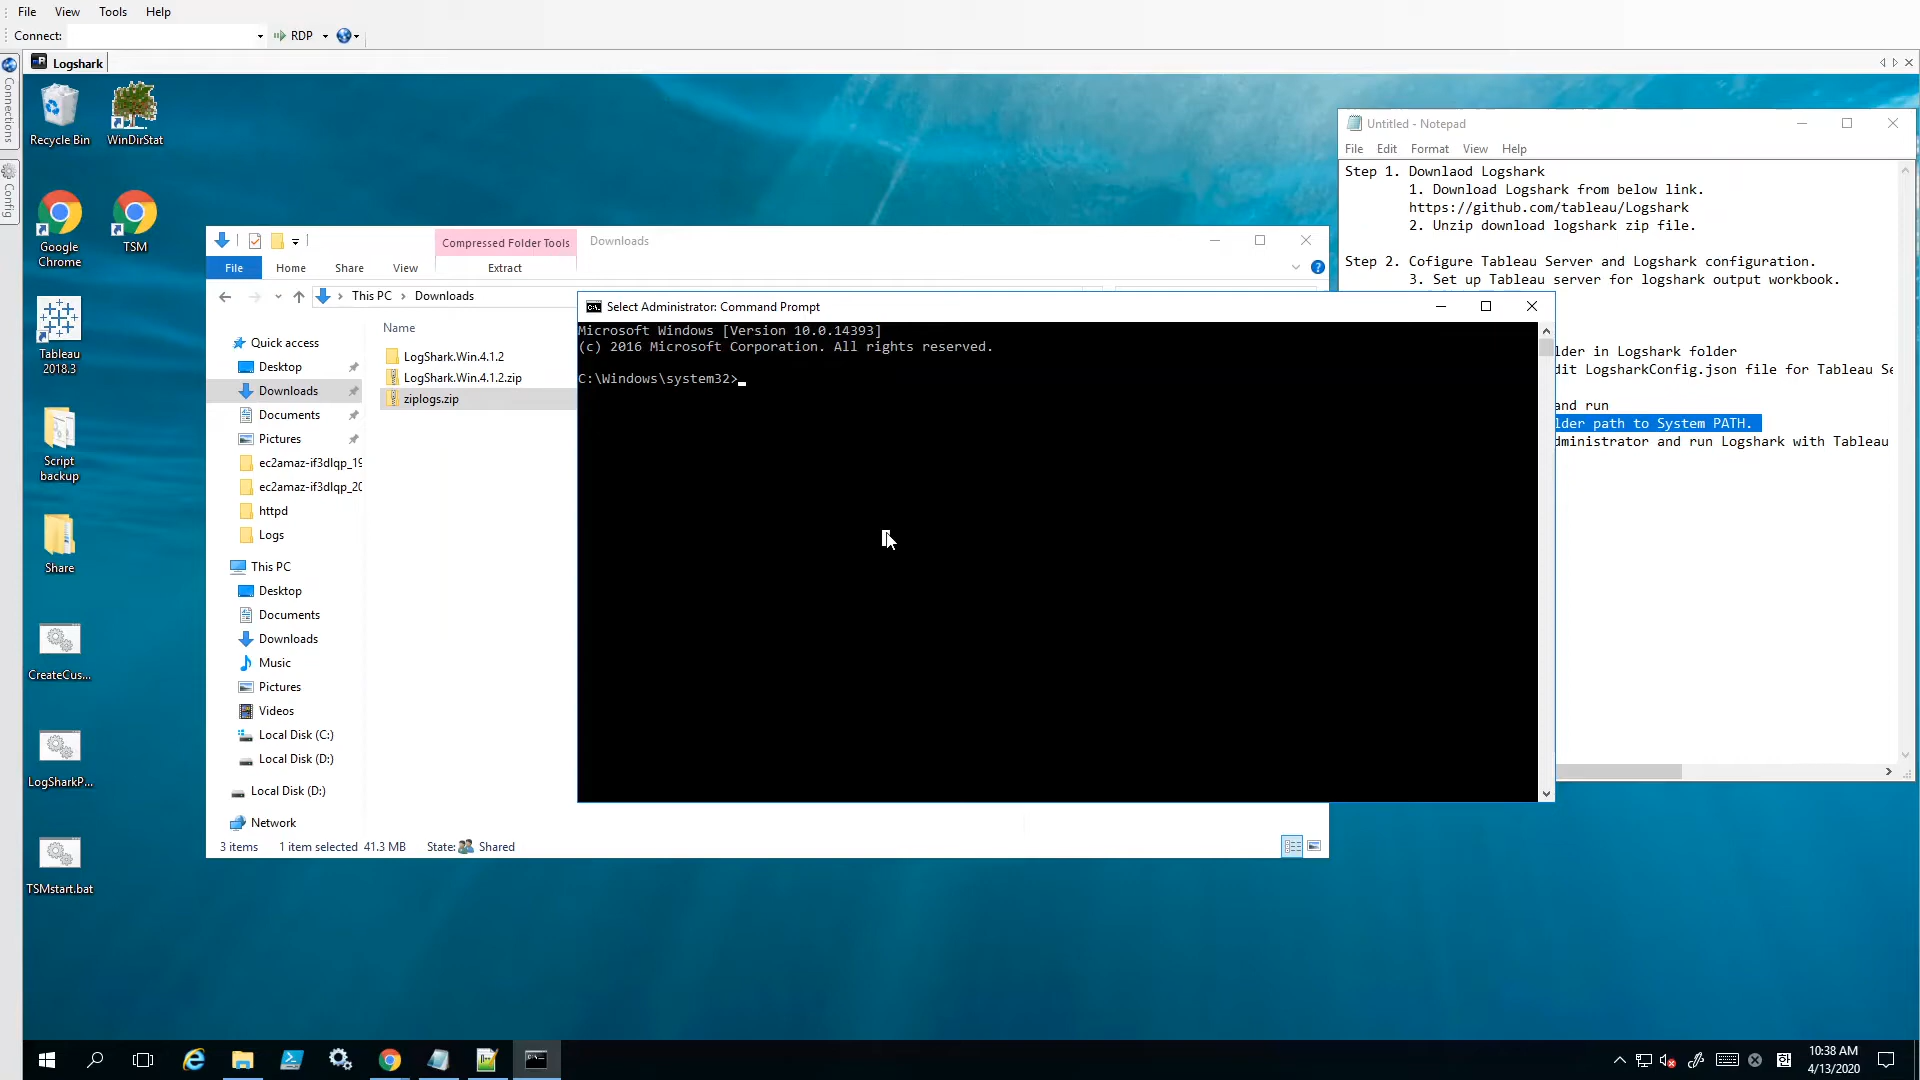 File View Tools Help
Connect: RDP
Logshark
Connections
Config
Recycle Bin
WinDirStat
Google Chrome
TSM
Tableau 2018.3
Script backup
Share
CreateCus...
LogSharkP...
TSMstart.bat
Compressed Folder Tools Downloads
File Home Share View Extract
This PC Downloads
Quick access
Desktop
Downloads
Documents
Pictures
ec2amaz-if3dlqp_19
ec2amaz-if3dlqp_20
httpd
Logs
This PC
Desktop
Documents
Downloads
Music
Pictures
Videos
Local Disk (C:)
Local Disk (D:)
Local Disk (D:)
Network
Name
LogShark.Win.4.1.2
LogShark.Win.4.1.2.zip
ziplogs.zip
3 items 1 item selected 41.3 MB State: Shared
Select Administrator: Command Prompt
Microsoft Windows [Version 10.0.14393]
(c) 2016 Microsoft Corporation. All rights reserved.
C:\Windows\system32>
Untitled - Notepad
File Edit Format View Help
Step 1. Downlaod Logshark
1. Download Logshark from below link.
https://github.com/tableau/Logshark
2. Unzip download logshark zip file.
Step 2. Cofigure Tableau Server and Logshark configuration.
3. Set up Tableau server for logshark output workbook.
lder in Logshark folder
dit LogsharkConfig.json file for Tableau Se
and run
lder path to System PATH.
dministrator and run Logshark with Tableau
10:38 AM
4/13/2020